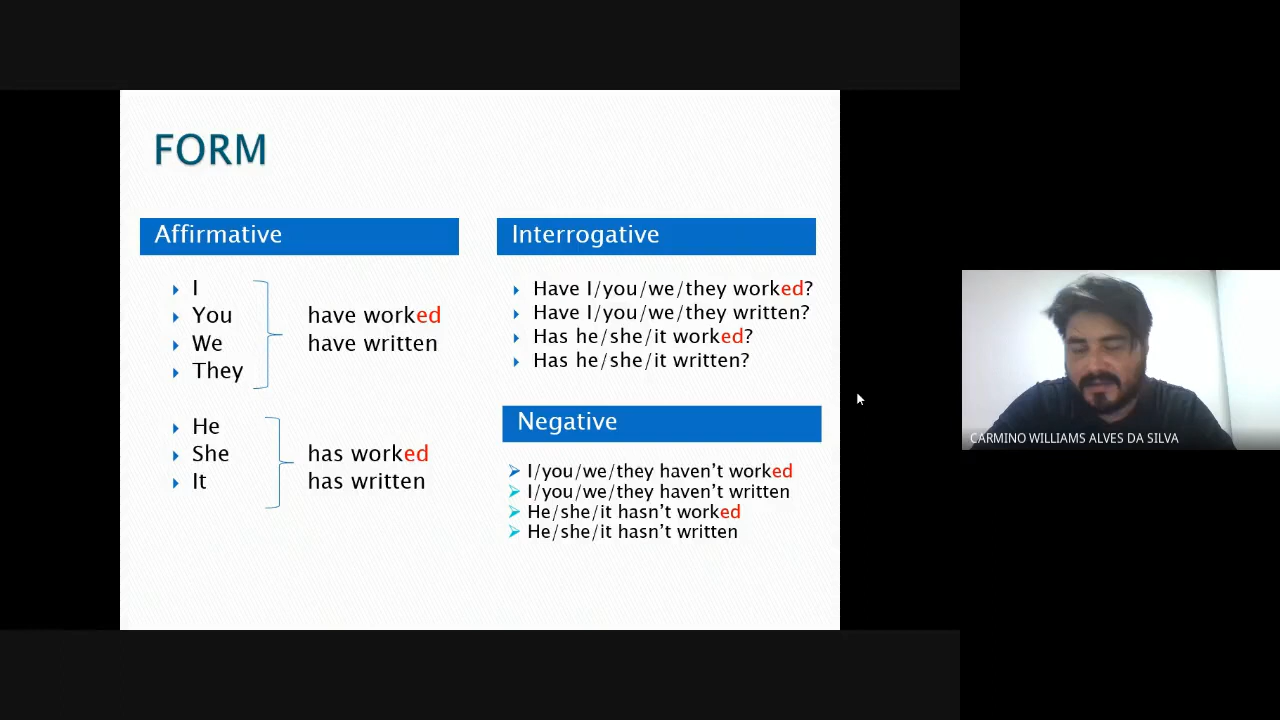 FORM
Affirmative
I
You
We
They
have worked
have written
He
She
It
has worked
has written
Interrogative
Have I/you/we/they worked?
Have I/you/we/they written?
Has he/she/it worked?
Has he/she/it written?
Negative
I/you/we/they haven’t worked
I/you/we/they haven’t written
He/she/it hasn’t worked
He/she/it hasn’t written
CARMINO WILLIAMS ALVES DA SILVA